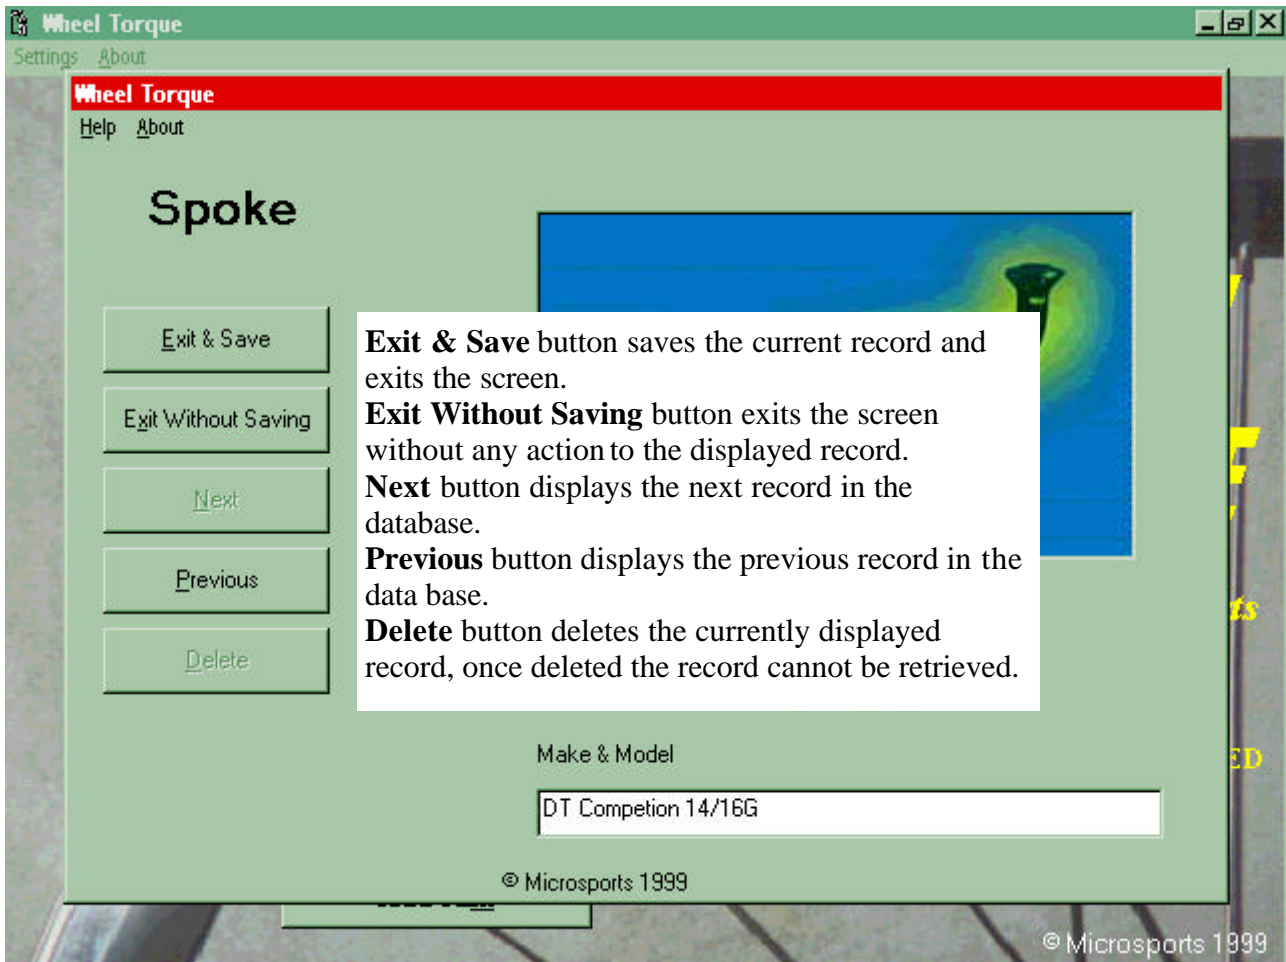 Wheel Torque
Settings About
Wheel Torque
Help About
Spoke
Exit & Save
Exit Without Saving
Next
Previous
Delete
Exit & Save button saves the current record and
exits the screen.
Exit Without Saving button exits the screen
without any action to the displayed record.
Next button displays the next record in the
database.
Previous button displays the previous record in the
data base.
Delete button deletes the currently displayed
record, once deleted the record cannot be retrieved.
Make & Model
DT Competion 14/16G
© Microsports 1999
© Microsports 1999